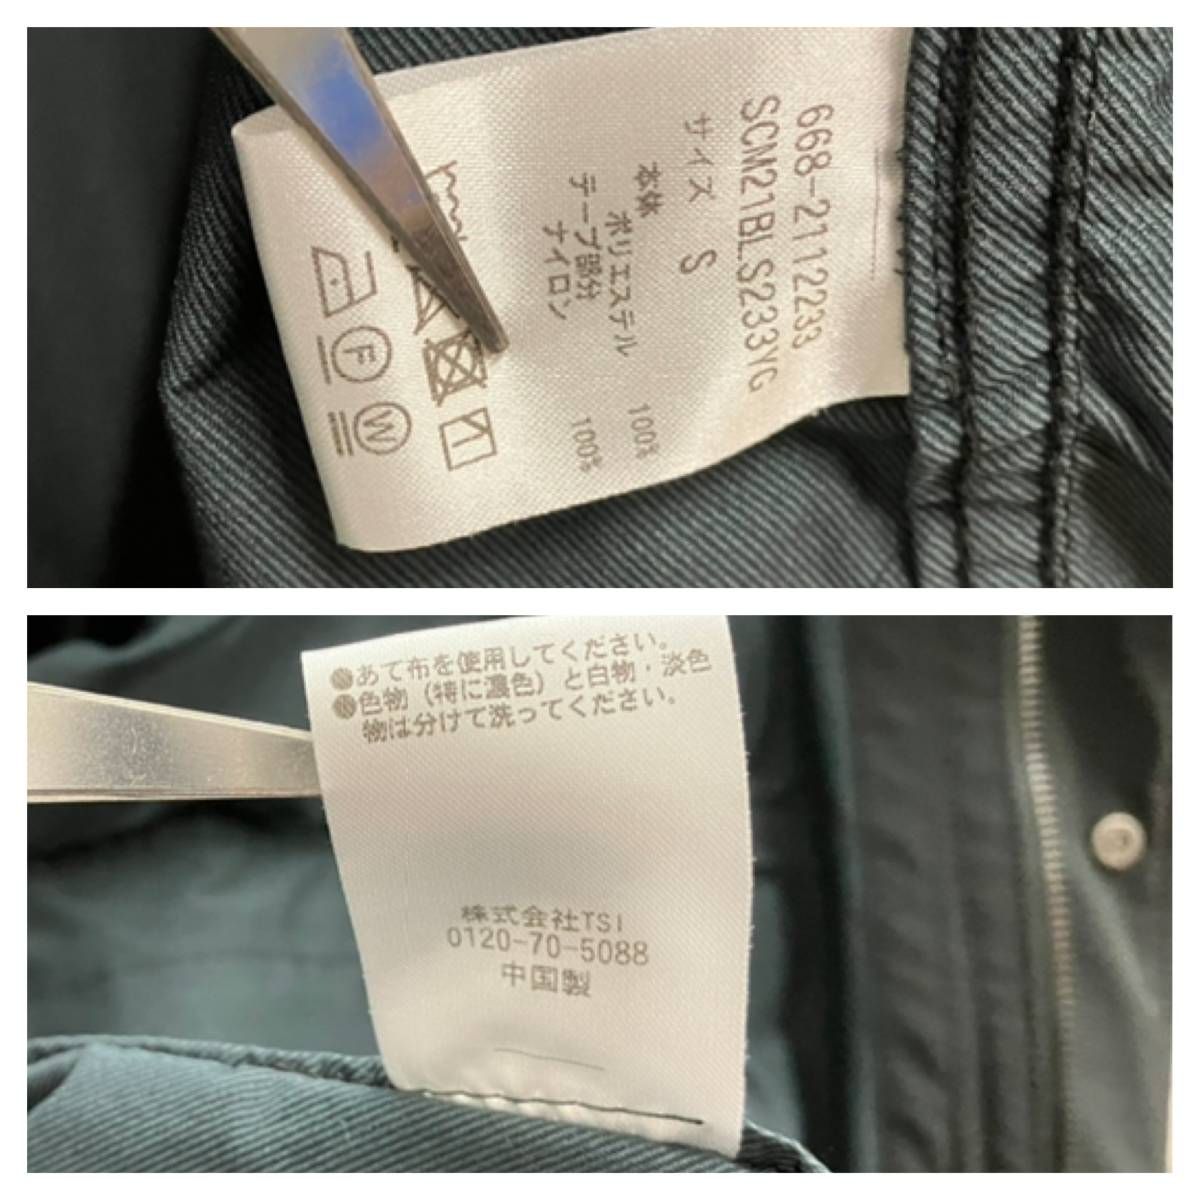 668-2112233
SCM21BLS233YG
サイズ S
本体
ポリエステル 100%
テープ部分
ナイロン 100%
F
W
あて布を使用してください。
色物（特に濃色）と白物・淡色
物は分けて洗ってください。
株式会社TSI
0120-70-5088
中国製